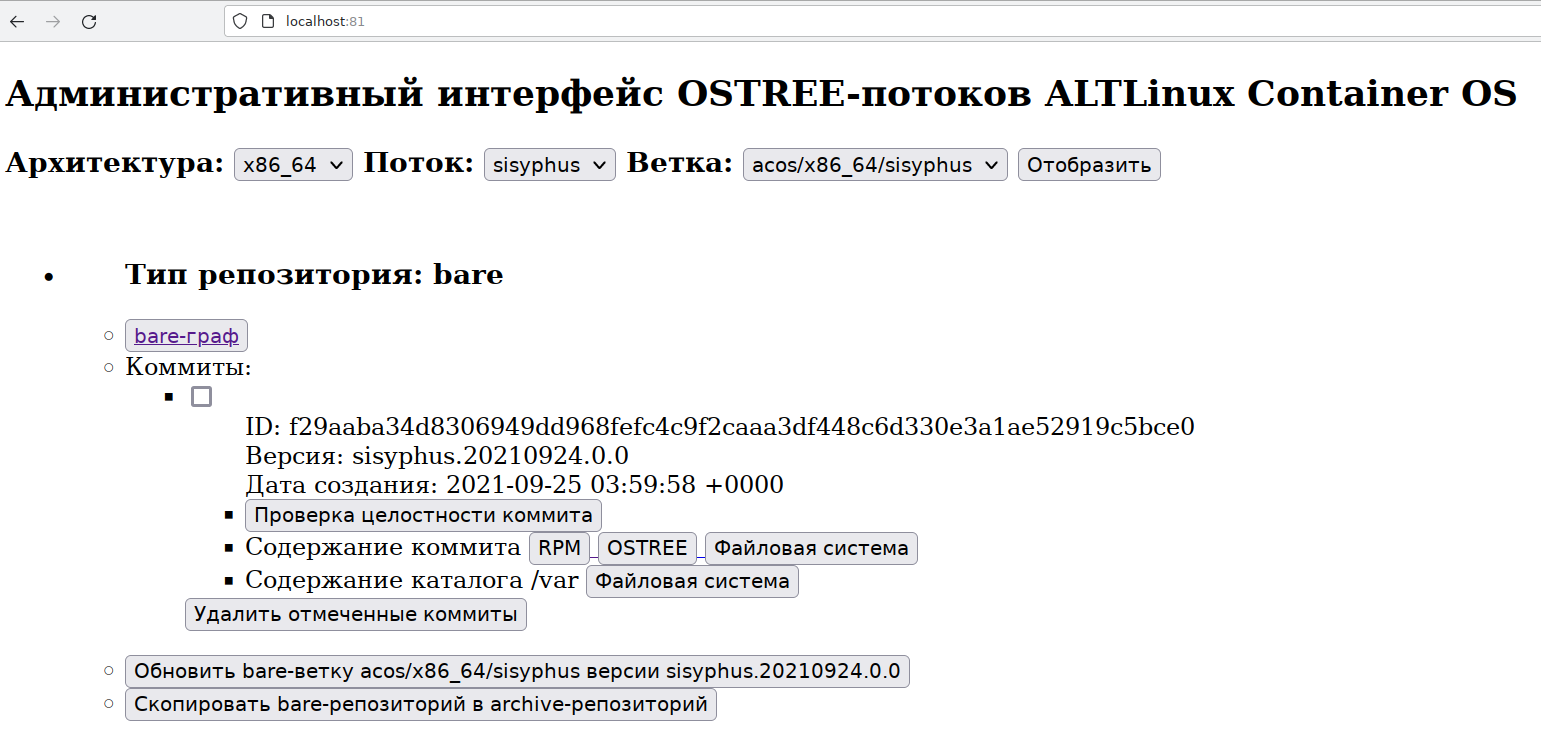 localhost:81
Административный интерфейс OSTREE-потоков ALTLinux Container OS
Архитектура: x86_64 Поток: sisyphus Ветка: acos/x86_64/sisyphus Отобразить
Тип репозитория: bare
bare-граф
Коммиты:
ID: f29aaba34d8306949dd968fefc4c9f2caaa3df448c6d330e3a1ae52919c5bce0
Версия: sisyphus.20210924.0.0
Дата создания: 2021-09-25 03:59:58 +0000
Проверка целостности коммита
Содержание коммита RPM OSTREE Файловая система
Содержание каталога /var Файловая система
Удалить отмеченные коммиты
Обновить bare-ветку acos/x86_64/sisyphus версии sisyphus.20210924.0.0
Скопировать bare-репозиторий в archive-репозиторий